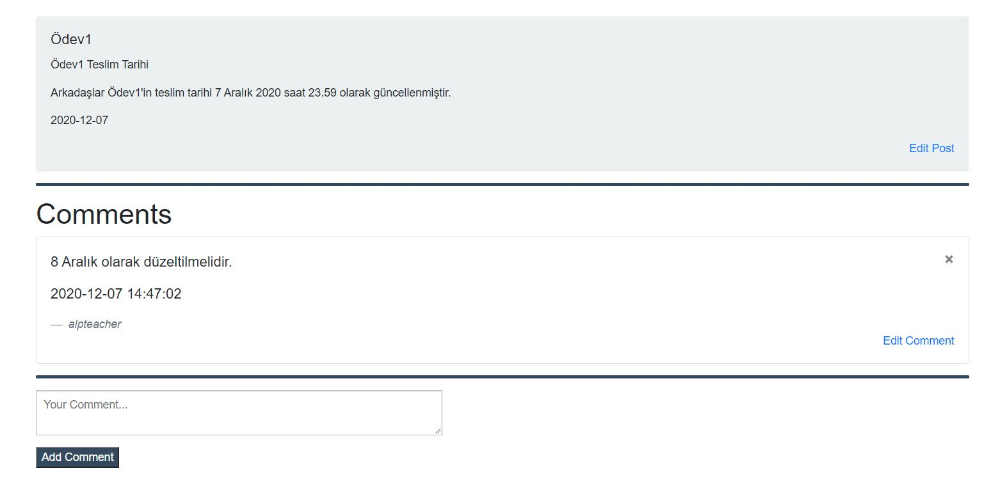 Ödev1
Ödev1 Teslim Tarihi
Arkadaşlar Ödev1'in teslim tarihi 7 Aralık 2020 saat 23.59 olarak güncellenmiştir.
2020-12-07
Edit Post
Comments
8 Aralık olarak düzeltilmelidir.
×
2020-12-07 14:47:02
— alpteacher
Edit Comment
Your Comment...
Add Comment